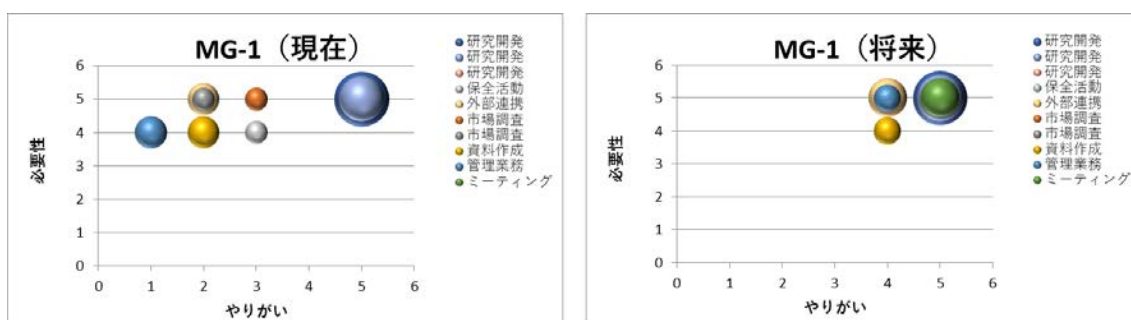 MG-1（現在）
6
5
4
3
2
1
0
0 1 2 3 4 5 6
必要性
やりがい
研究開発
研究開発
研究開発
保全活動
外部連携
市場調査
市場調査
資料作成
管理業務
ミーティング
MG-1（将来）
6
5
4
3
2
1
0
0 1 2 3 4 5 6
必要性
やりがい
研究開発
研究開発
研究開発
保全活動
外部連携
市場調査
市場調査
資料作成
管理業務
ミーティング